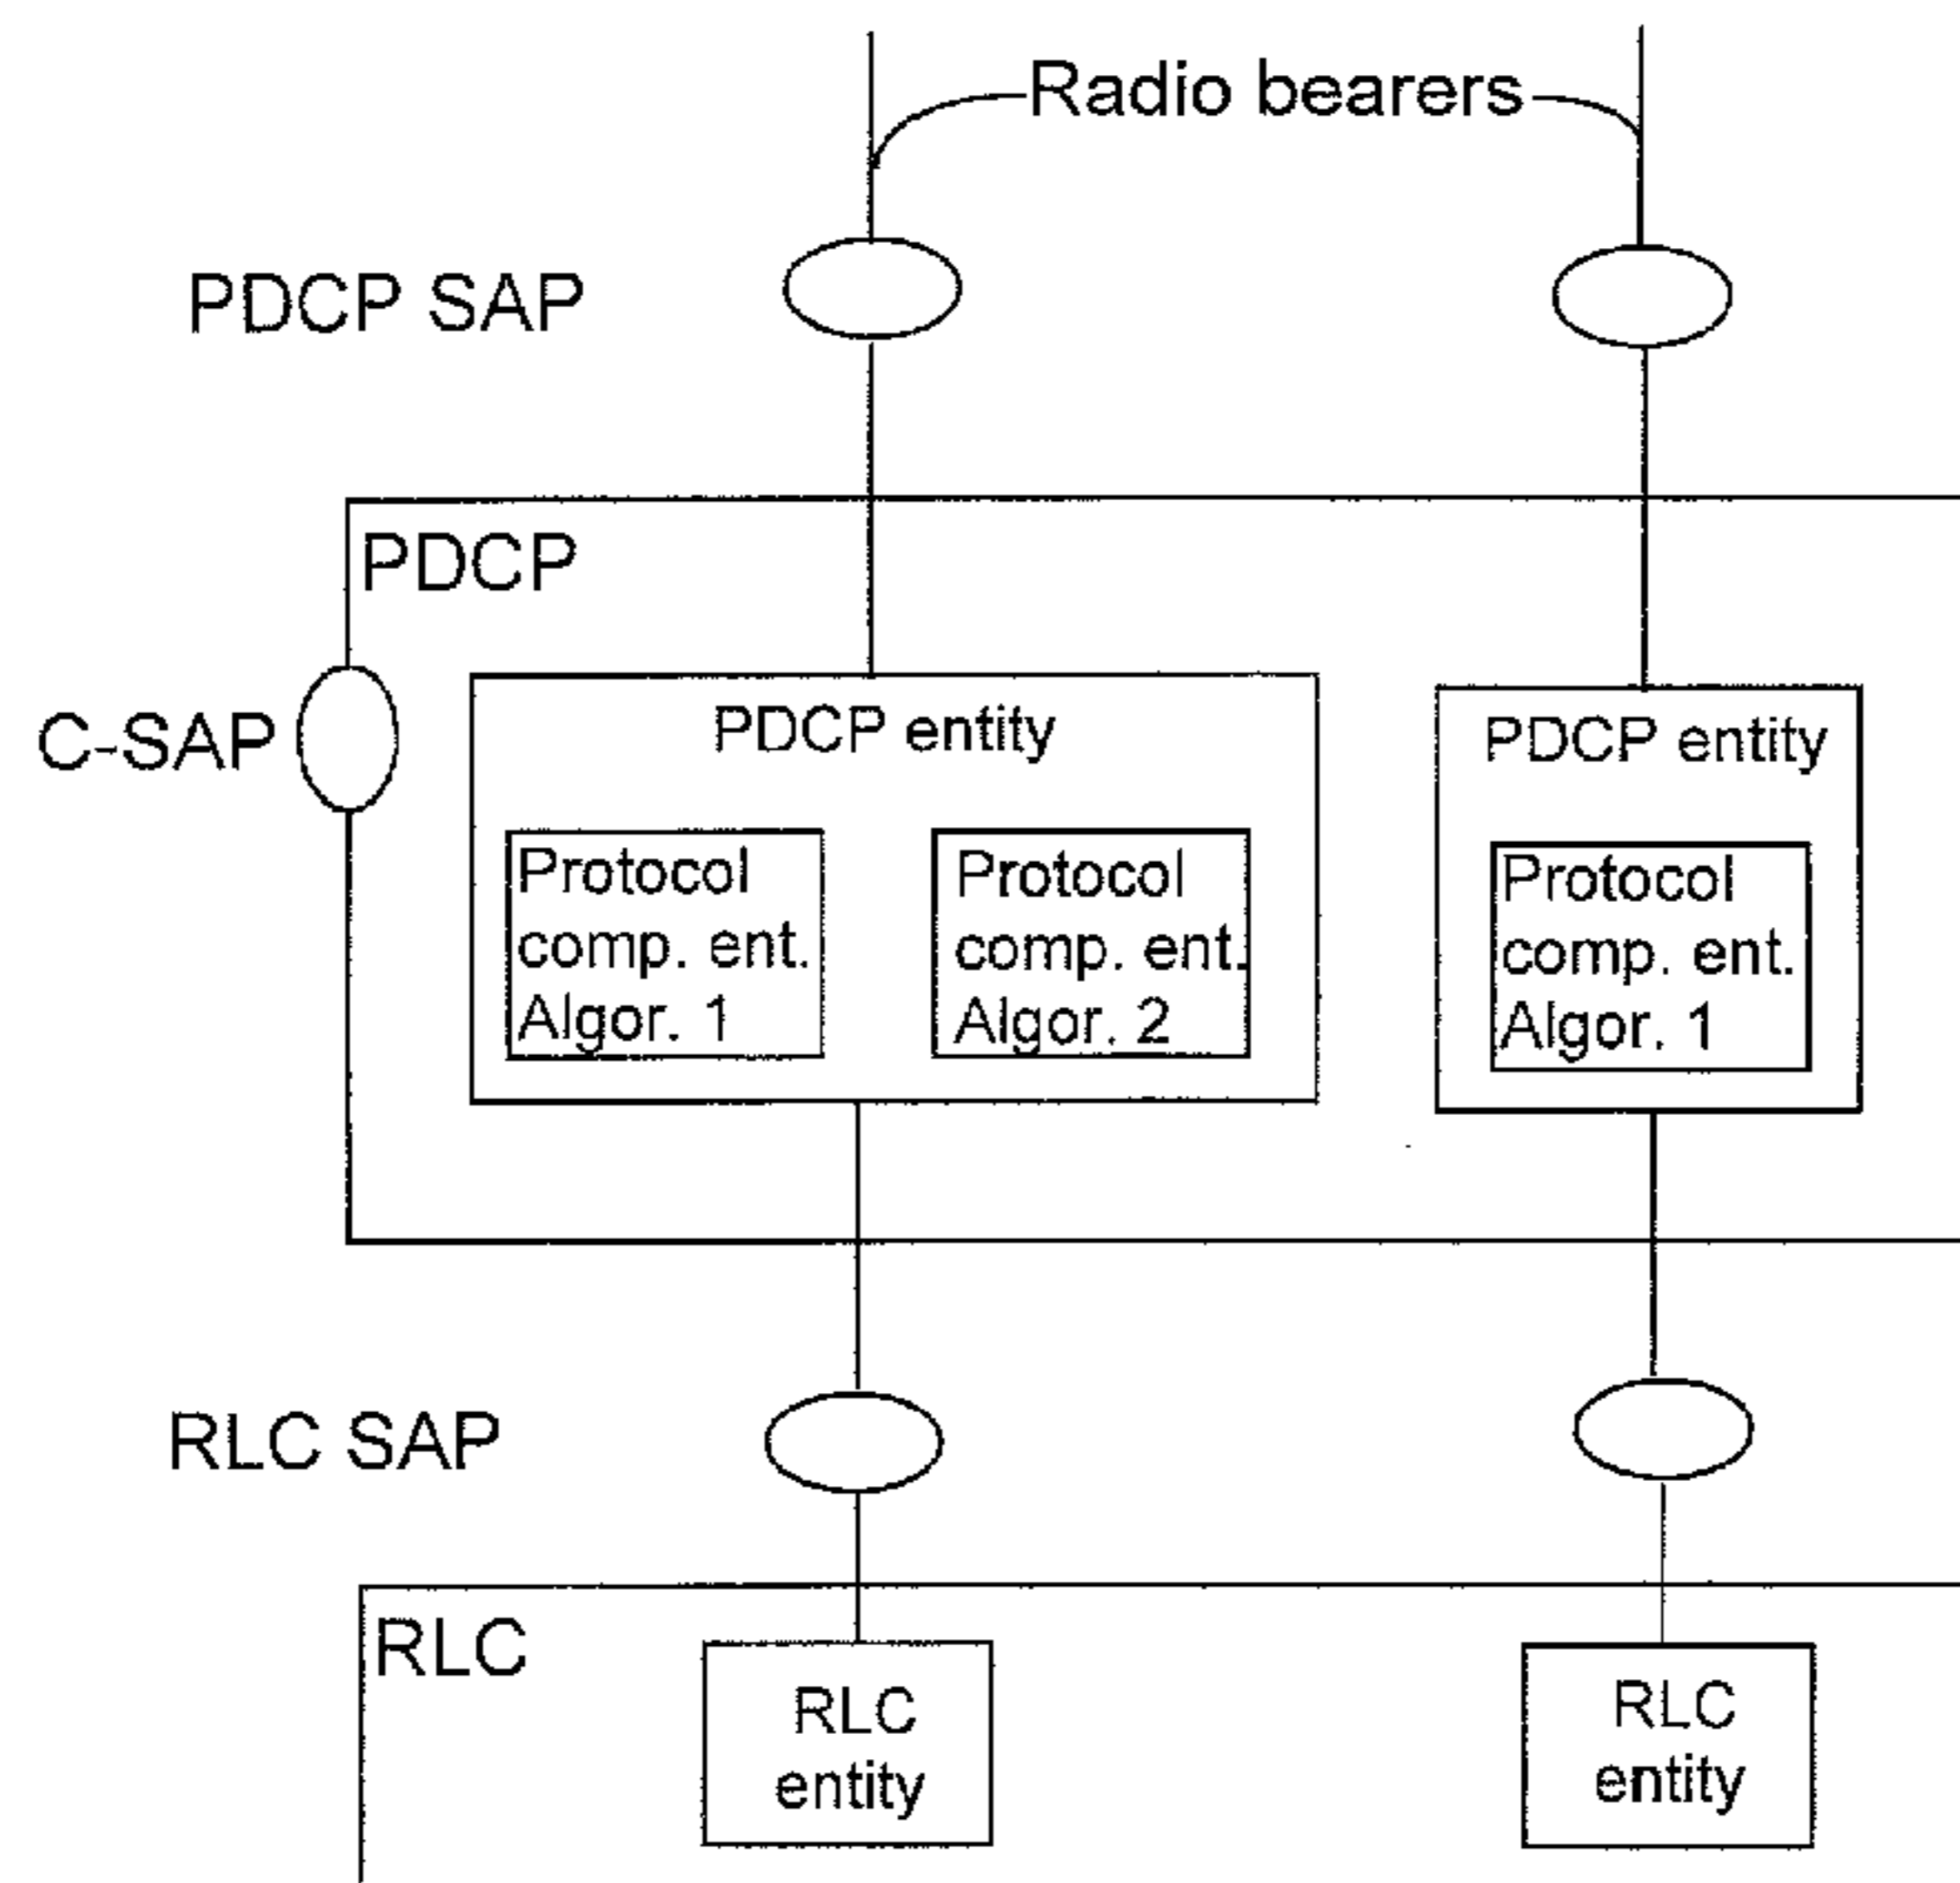 Radio bearers
PDCP SAP
PDCP
C-SAP
PDCP entity
Protocol
comp. ent.
Algor. 1
Protocol
comp. ent.
Algor. 2
PDCP entity
Protocol
comp. ent.
Algor. 1
RLC SAP
RLC
RLC
entity
RLC
entity